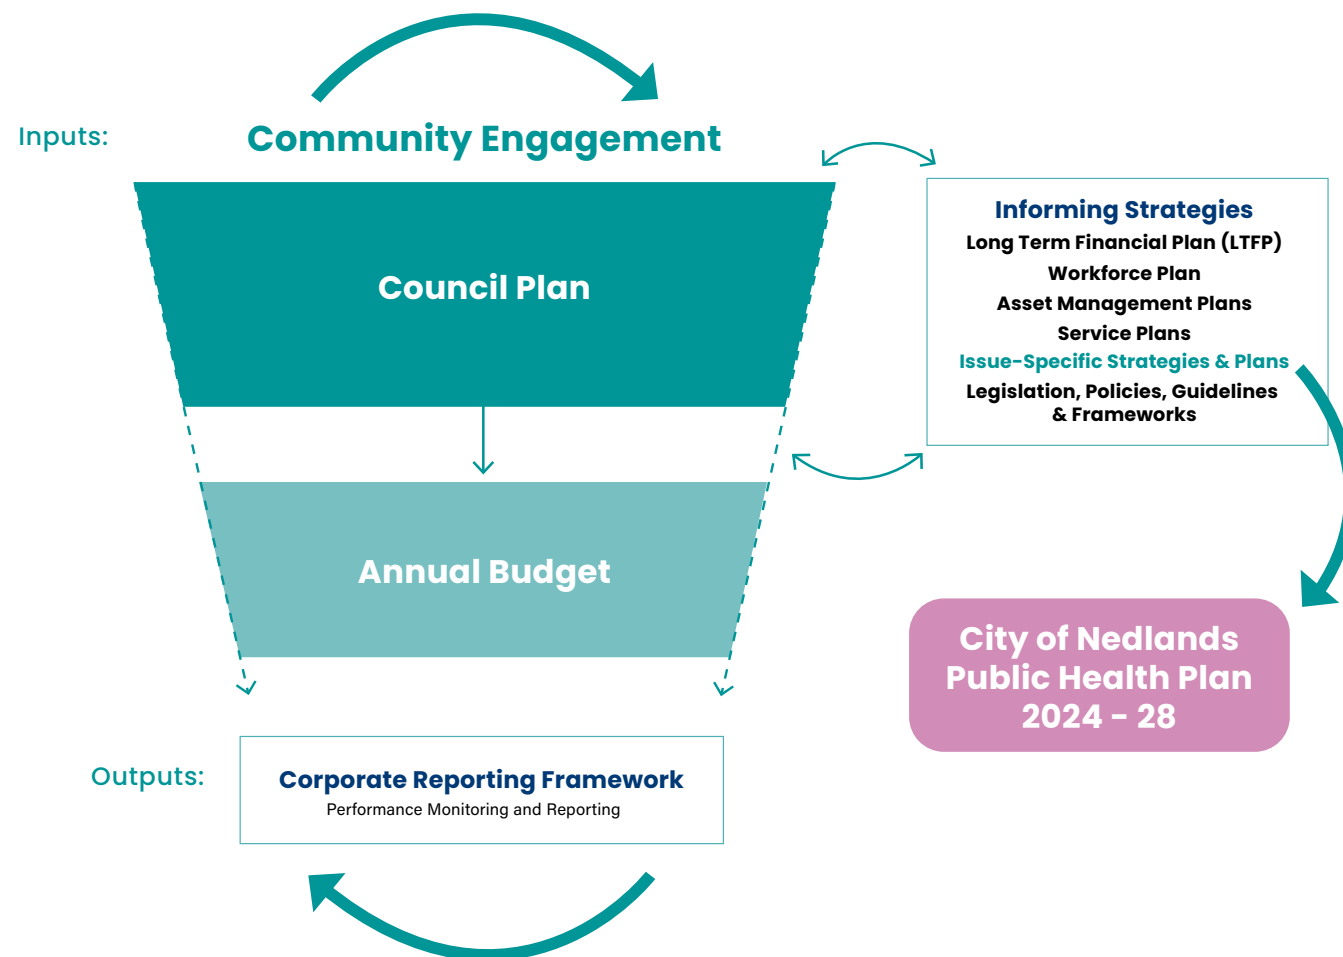 Inputs:
Community Engagement
Council Plan
Annual Budget
Informing Strategies
Long Term Financial Plan (LTFP)
Workforce Plan
Asset Management Plans
Service Plans
Issue-Specific Strategies & Plans
Legislation, Policies, Guidelines
& Frameworks
City of Nedlands
Public Health Plan
2024 - 28
Outputs:
Corporate Reporting Framework
Performance Monitoring and Reporting